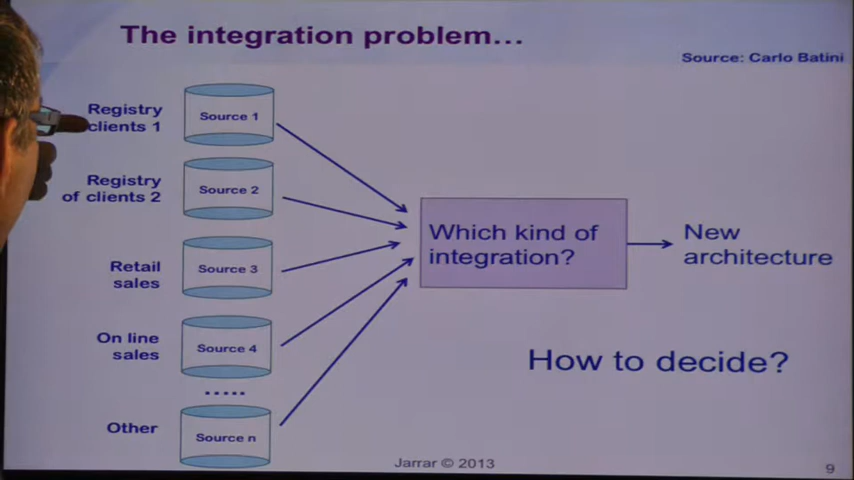 The integration problem...
Source: Carlo Batini
Registry
clients 1
Source 1
Registry
of clients 2
Source 2
Retail
sales
Source 3
On line
sales
Source 4
.....
Other
Source n
Which kind of
integration?
New
architecture
How to decide?
Jarrar © 2013
9